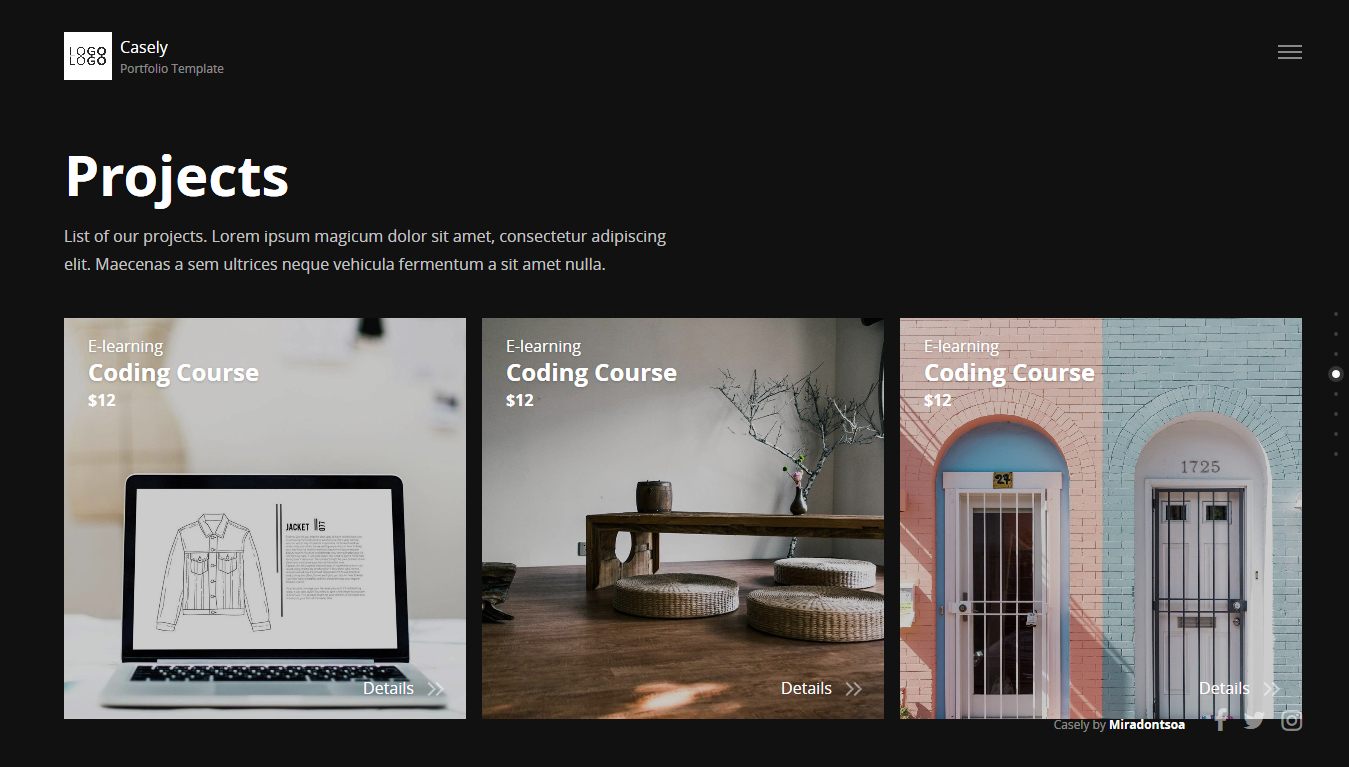 LOGO
LOGO
Casely
Portfolio Template
Projects
List of our projects. Lorem ipsum magicum dolor sit amet, consectetur adipiscing
elit. Maecenas a sem ultrices neque vehicula fermentum a sit amet nulla.
E-learning
Coding Course
$12
JACKET
Details
E-learning
Coding Course
$12
Details
E-learning
Coding Course
$12
27
1725
Details
Casely by Miradontsoa